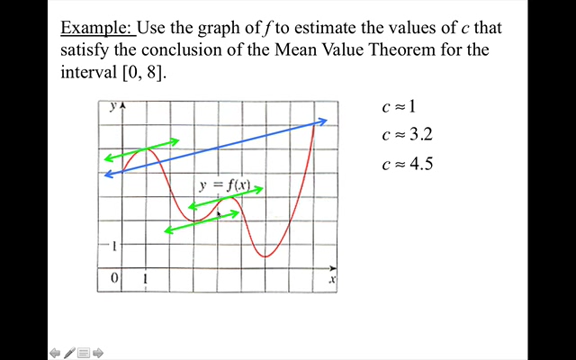 Example: Use the graph of f to estimate the values of c that
satisfy the conclusion of the Mean Value Theorem for the
interval [0, 8].
y
c ≈ 1
c ≈ 3.2
c ≈ 4.5
y = f(x)
1
0 1 x